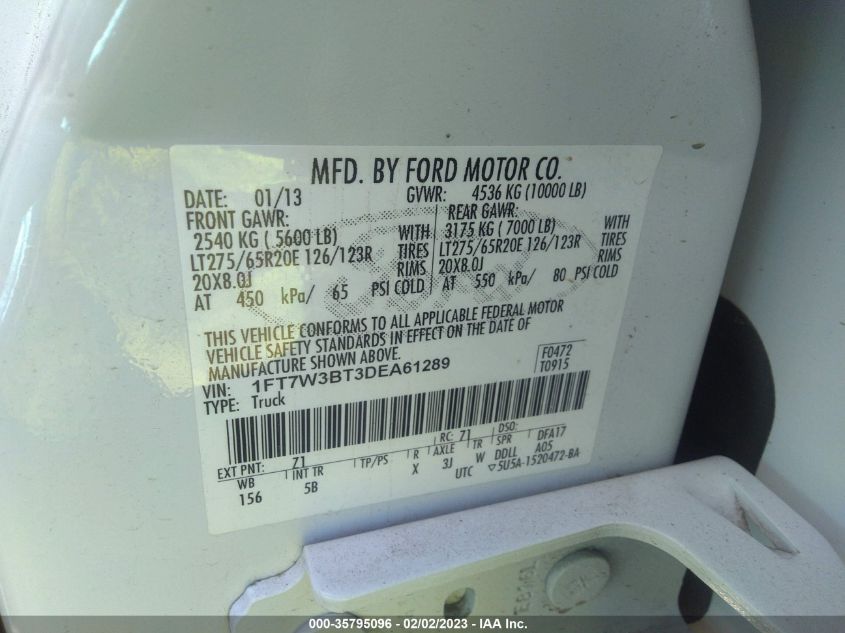 MFD. BY FORD MOTOR CO.
DATE: 01/13 GVWR: 4536 KG (10000 LB)
FRONT GAWR: REAR GAWR:
2540 KG ( 5600 LB) WITH 3175 KG ( 7000 LB) WITH
LT275/65R20E 126/123R TIRES LT275/65R20E 126/123R TIRES
20X8.0J RIMS 20X8.0J RIMS
AT 450 kPa/ 65 PSI COLD AT 550 kPa/ 80 PSI COLD
THIS VEHICLE CONFORMS TO ALL APPLICABLE FEDERAL MOTOR
VEHICLE SAFETY STANDARDS IN EFFECT ON THE DATE OF
MANUFACTURE SHOWN ABOVE.
VIN: 1FT7W3BT3DEA61289 F0472
TYPE: Truck T0915
RC: Z1 DSO:
EXT PNT: Z1 R AXLE TR SPR DFA17
WB INT TR TP/PS X 3J W DDLL A05
156 5B UTC ▽5U5A-1520472-BA
000-35795096 - 02/02/2023 - IAA Inc.